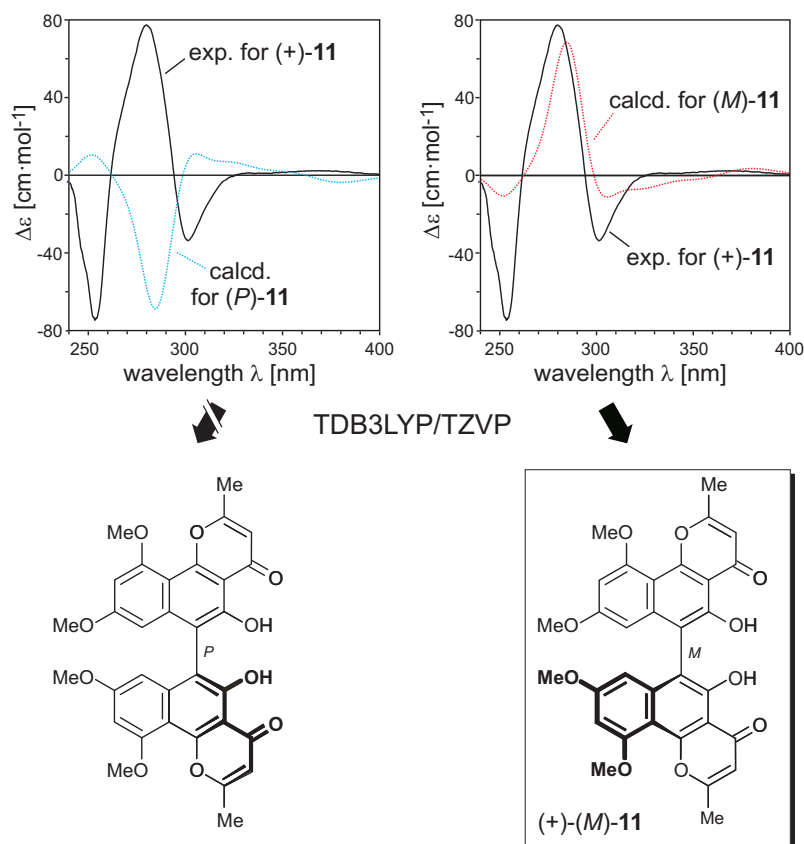 80
40
0
-40
-80
Δε [cm·mol-1]
exp. for (+)-11
calcd.
for (P)-11
250
300
350
400
wavelength λ [nm]
80
40
0
-40
-80
Δε [cm·mol-1]
calcd. for (M)-11
exp. for (+)-11
250
300
350
400
wavelength λ [nm]
TDB3LYP/TZVP
Me
MeO
O
O
MeO
OH
P
MeO
OH
O
MeO
O
Me
Me
MeO
O
O
MeO
OH
M
MeO
OH
O
MeO
O
Me
(+)-(M)-11